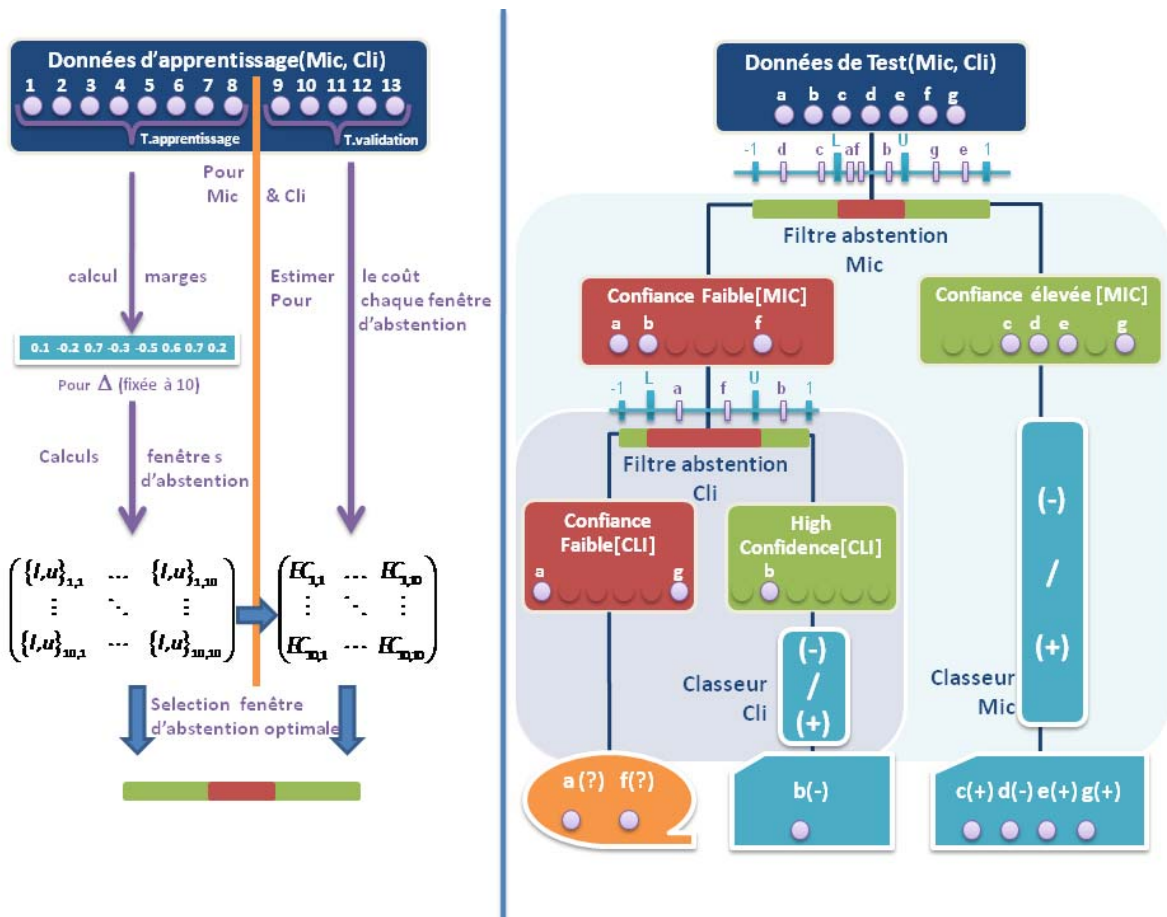 Données d'apprentissage(Mic, Cli)
1 2 3 4 5 6 7 8 9 10 11 12 13
T.apprentissage
T.validation
Pour
Mic & Cli
calcul marges
Estimer le coût
Pour chaque fenêtre
d'abstention
0.1 -0.2 0.7 -0.3 -0.5 0.6 0.7 0.2
Pour Δ (fixée à 10)
Calculs fenêtre s
d'abstention
{l,u}1,1 ... {l,u}1,10
{l,u}10,1 ... {l,u}10,10
EC1,1 ... EC1,10
EC10,1 ... EC10,10
Selection fenêtre
d'abstention optimale
Données de Test(Mic, Cli)
a b c d e f g
-1 d c L a f b U g e 1
Filtre abstention
Mic
Confiance Faible[MIC]
a b f
Confiance élevée [MIC]
c d e g
-1 L a f U b 1
Filtre abstention
Cli
Confiance
Faible[CLI]
a g
High
Confidence[CLI]
b
(-)
/
(+)
Classeur
Cli
(-)
/
(+)
Classeur
Mic
a (?) f(?)
b(-)
c(+) d(-) e(+) g(+)